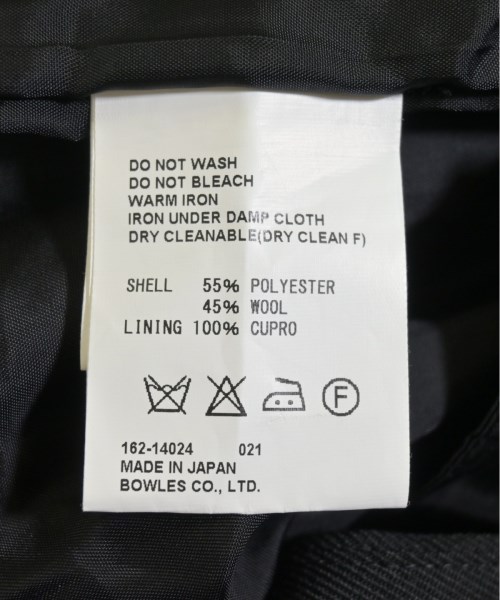 DO NOT WASH
DO NOT BLEACH
WARM IRON
IRON UNDER DAMP CLOTH
DRY CLEANABLE(DRY CLEAN F)
SHELL 55% POLYESTER
45% WOOL
LINING 100% CUPRO
F
162-14024 021
MADE IN JAPAN
BOWLES CO., LTD.